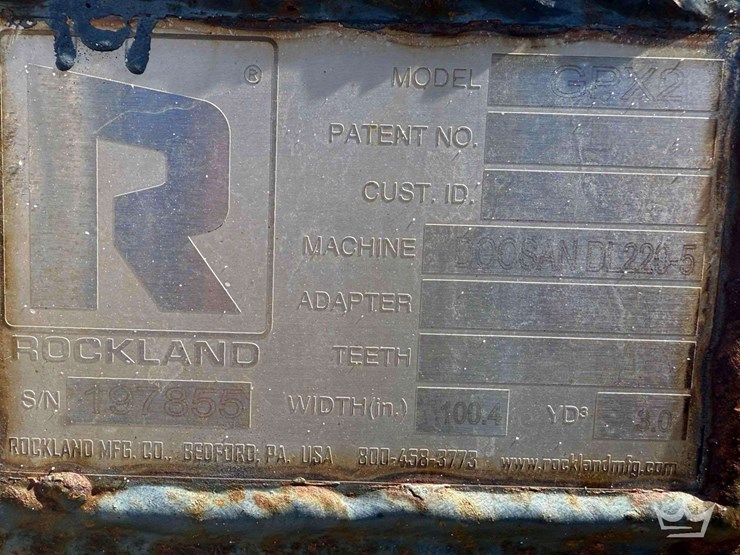 ®
MODEL GPX2
PATENT NO.
CUST. ID.
MACHINE DOOSAN DL220-5
ADAPTER
ROCKLAND TEETH
S/N 197855 WIDTH(in.) 100.4 YD³
ROCKLAND MFG. CO., BEDFORD, PA. USA 800-458-3773 www.rocklandmfg.com